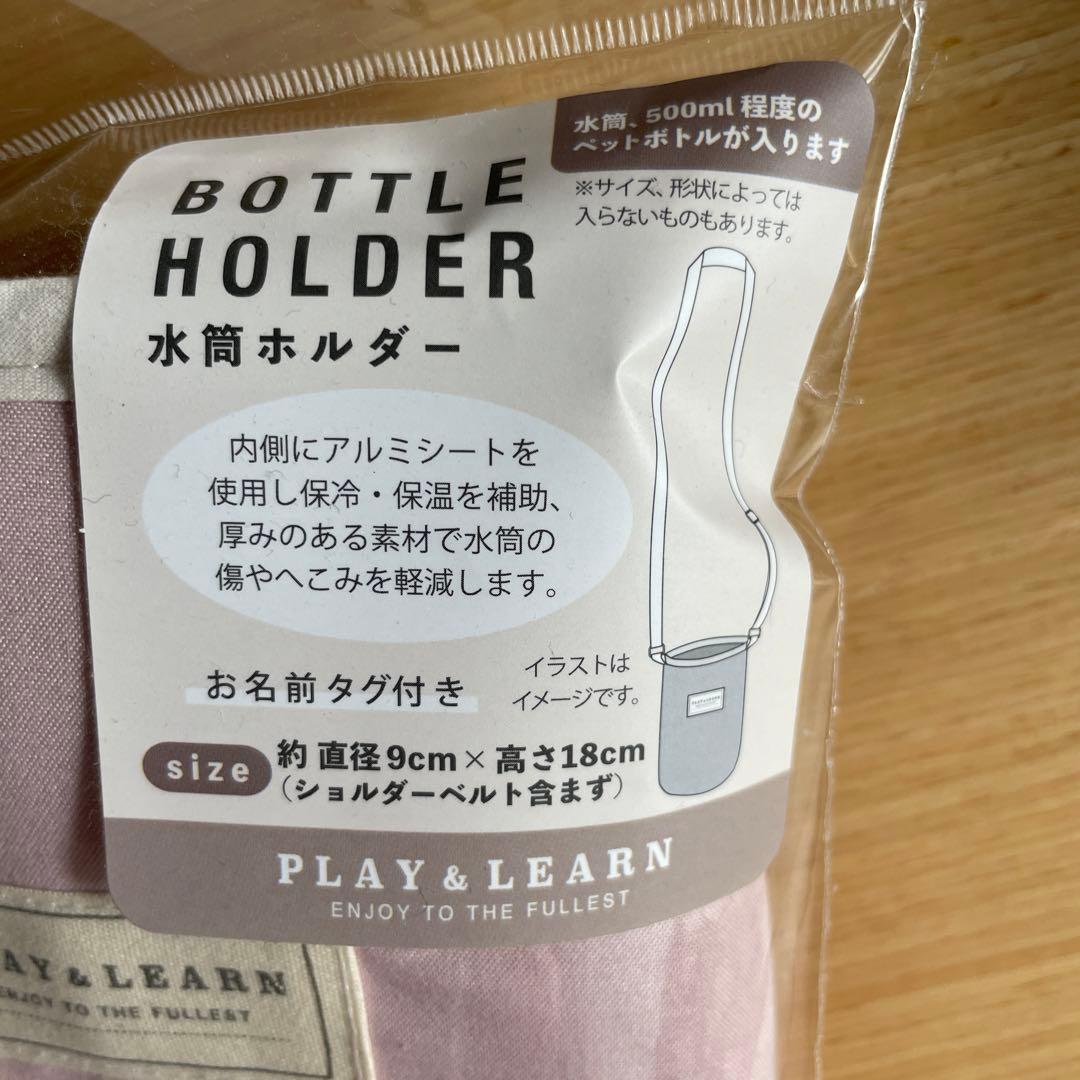 水筒、500ml 程度の
ペットボトルが入ります
※サイズ、形状によっては
入らないものもあります。
BOTTLE
HOLDER
水筒ホルダー
内側にアルミシートを
使用し保冷・保温を補助、
厚みのある素材で水筒の
傷やへこみを軽減します。
お名前タグ付き
イラストは
イメージです。
size 約 直径9cm×高さ18cm
(ショルダーベルト含まず)
PLAY & LEARN
ENJOY TO THE FULLEST
AY & LEARN
ENJOY TO THE FULLEST